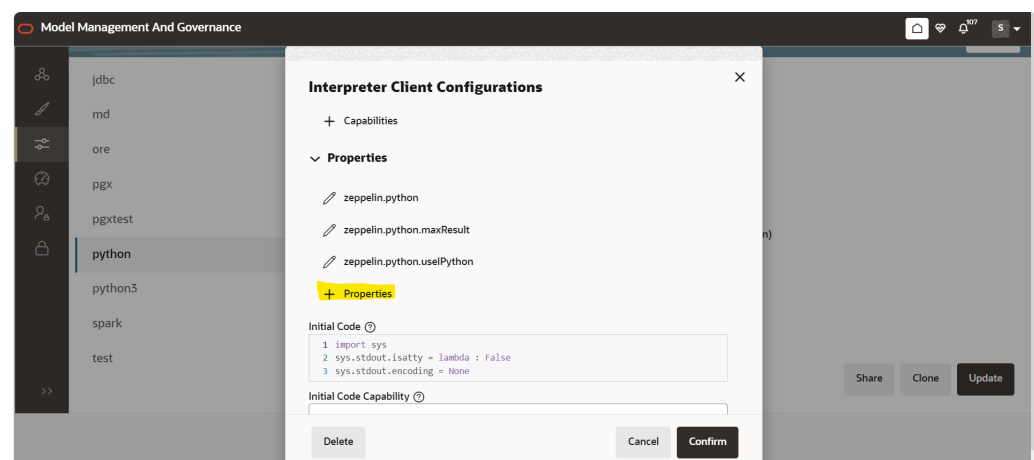 Model Management And Governance
107
S
jdbc
md
ore
pgx
pgxtest
python
python3
spark
test
>>
Interpreter Client Configurations
+ Capabilities
Properties
zeppelin.python
zeppelin.python.maxResult
zeppelin.python.useIPython
+ Properties
Initial Code ?
1 import sys
2 sys.stdout.isatty = lambda : False
3 sys.stdout.encoding = None
Initial Code Capability ?
Delete
Cancel
Confirm
n)
Share
Clone
Update